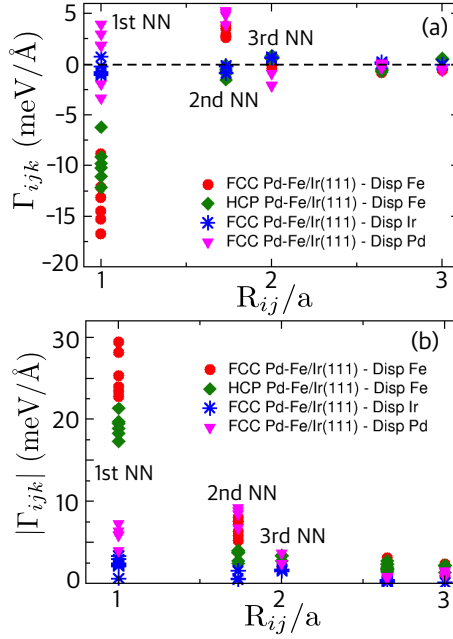 (a)
1st NN
3rd NN
2nd NN
5
0
-5
-10
-15
-20
Γijk (meV/Å)
FCC Pd-Fe/Ir(111) - Disp Fe
HCP Pd-Fe/Ir(111) - Disp Fe
FCC Pd-Fe/Ir(111) - Disp Ir
FCC Pd-Fe/Ir(111) - Disp Pd
1 2 3
Rij/a
(b)
30
20
10
0
|Γijk| (meV/Å)
FCC Pd-Fe/Ir(111) - Disp Fe
HCP Pd-Fe/Ir(111) - Disp Fe
FCC Pd-Fe/Ir(111) - Disp Ir
FCC Pd-Fe/Ir(111) - Disp Pd
1st NN
2nd NN
3rd NN
1 2 3
Rij/a